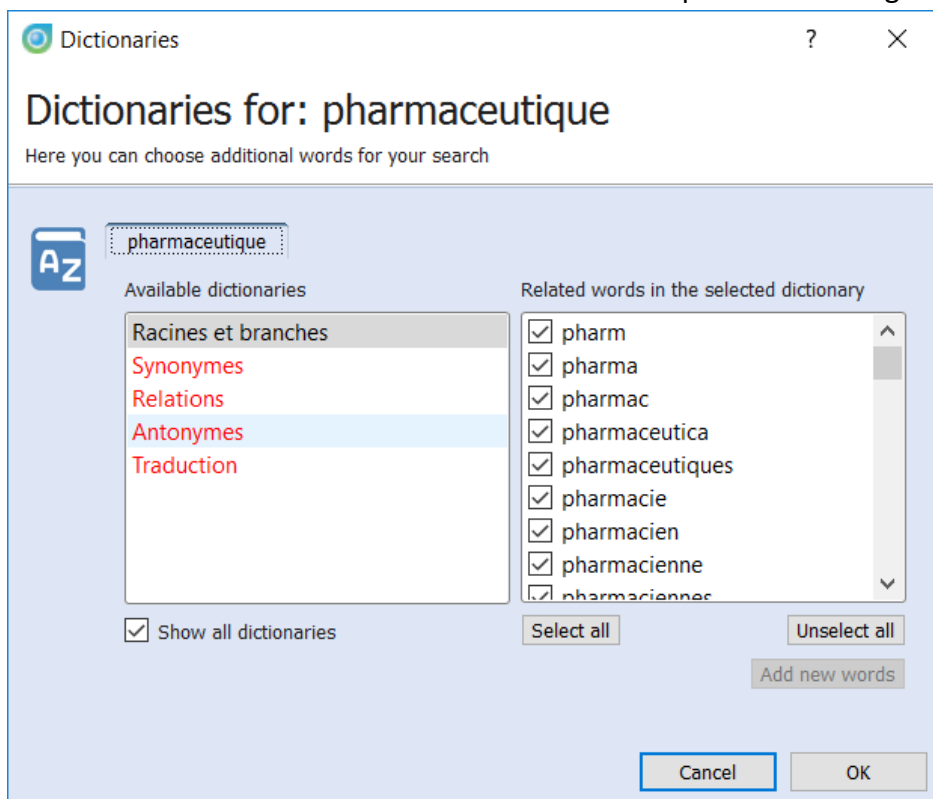 Dictionaries ? ×
Dictionaries for: pharmaceutique
Here you can choose additional words for your search
AZ
pharmaceutique
Available dictionaries
Related words in the selected dictionary
Racines et branches
Synonymes
Relations
Antonymes
Traduction
pharm
pharma
pharmac
pharmaceutica
pharmaceutiques
pharmacie
pharmacien
pharmacienne
pharmaciennes
Show all dictionaries
Select all
Unselect all
Add new words
Cancel
OK